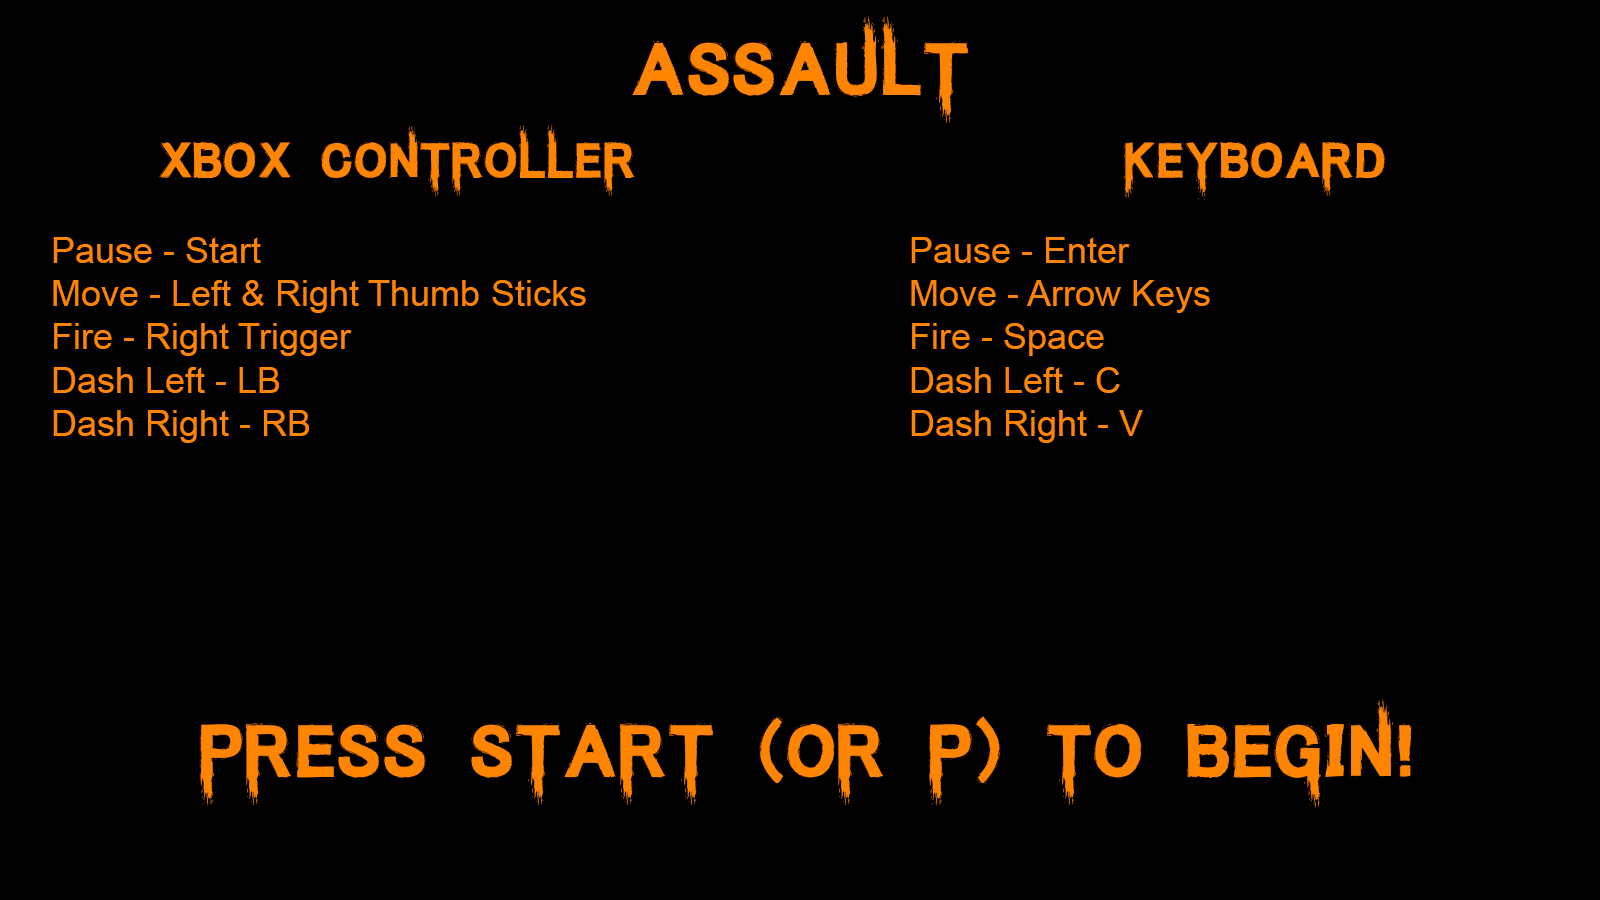 ASSAULT
XBOX CONTROLLER
Pause - Start
Move - Left & Right Thumb Sticks
Fire - Right Trigger
Dash Left - LB
Dash Right - RB
KEYBOARD
Pause - Enter
Move - Arrow Keys
Fire - Space
Dash Left - C
Dash Right - V
PRESS START (OR P) TO BEGIN!